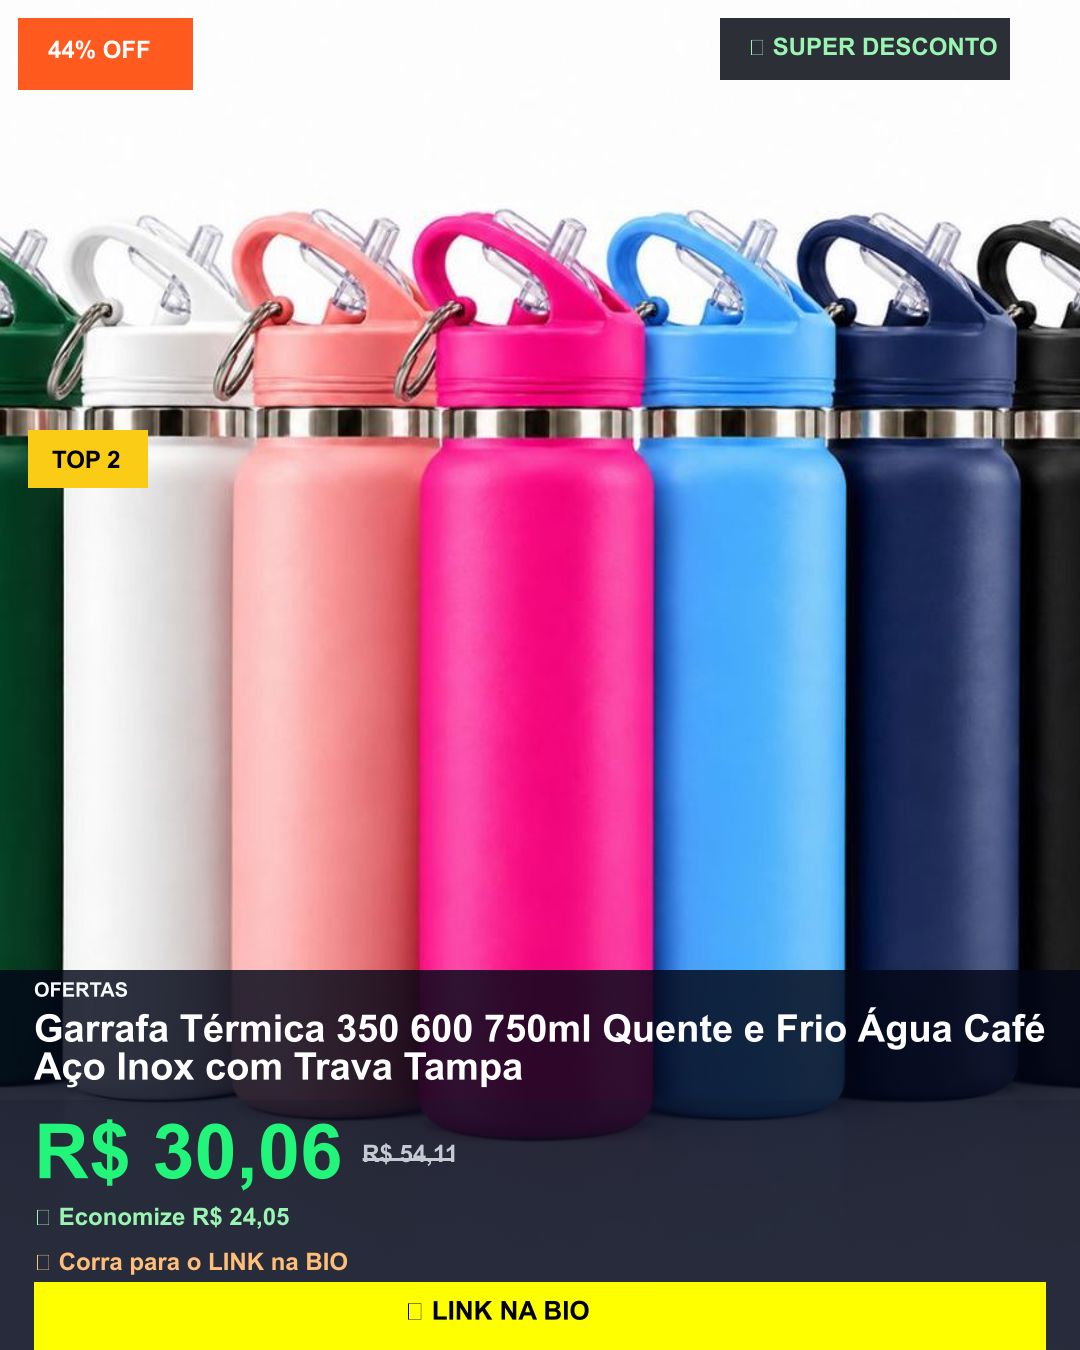 44% OFF
SUPER DESCONTO
TOP 2
OFERTAS
Garrafa Térmica 350 600 750ml Quente e Frio Água Café
Aço Inox com Trava Tampa
R$ 30,06 R$ 54,11
Economize R$ 24,05
Corra para o LINK na BIO
LINK NA BIO